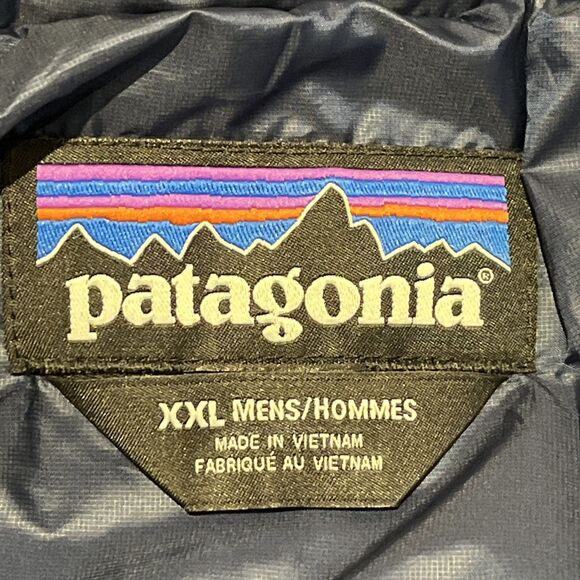 patagonia®
XXL MENS/HOMMES
MADE IN VIETNAM
FABRIQUÉ AU VIETNAM